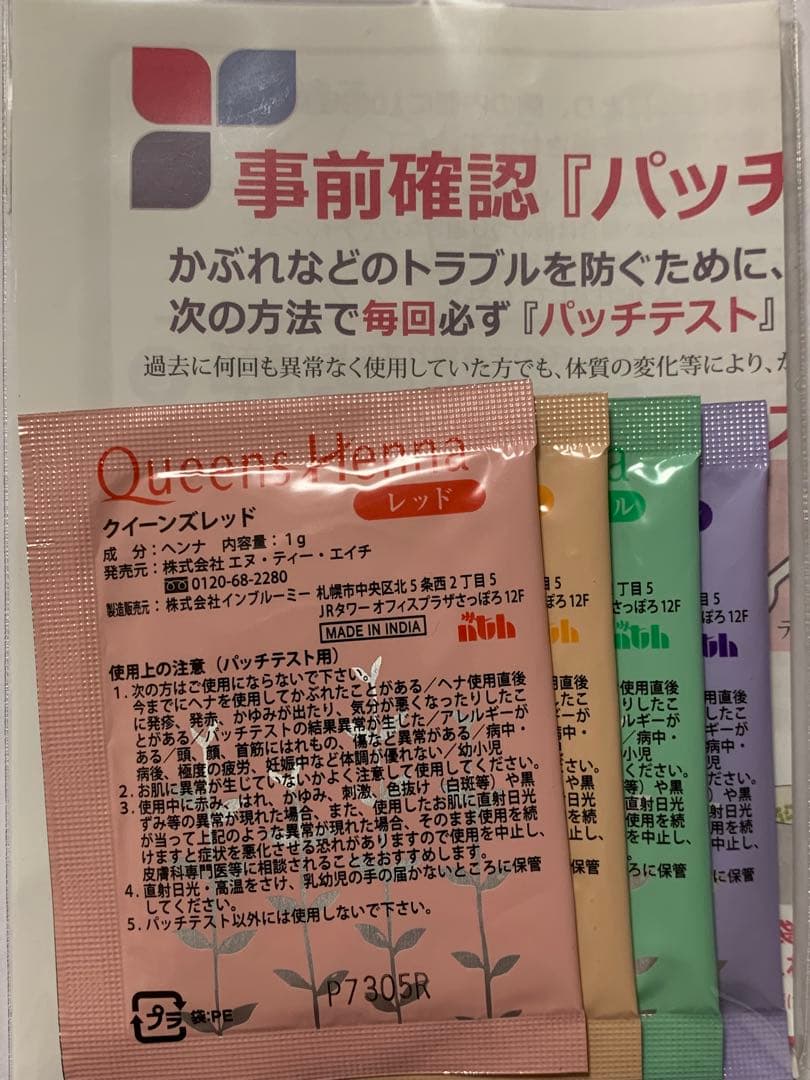 事前確認『パッチ
かぶれなどのトラブルを防ぐために、
次の方法で毎回必ず『パッチテスト』
過去に何回も異常なく使用していた方でも、体質の変化等により、か
Queens Henna
レッド
クイーンズレッド
成 分：ヘンナ 内容量：1g
発売元：株式会社 エヌ・ティー・エイチ
0120-68-2280
製造販売元：株式会社インブルーミー 札幌市中央区北5条西2丁目5
JRタワー オフィスプラザさっぽろ12F
MADE IN INDIA
nth
使用上の注意（パッチテスト用）
1. 次の方はご使用にならないで下さい。
今までにヘナを使用してかぶれたことがある／ヘナ使用直後
に発疹、発赤、かゆみが出たり、気分が悪くなったりしたこ
とがある／パッチテストの結果異常が生じた／アレルギーが
ある／頭、顔、首筋にはれもの、傷など異常がある／病中・
病後、極度の疲労、妊娠中など体調が優れない／幼小児
2. お肌に異常が生じていないかよく注意して使用してください。
3. 使用中に赤み、はれ、かゆみ、刺激、色抜け（白斑等）や黒
ずみ等の異常が現れた場合、また、使用したお肌に直射日光
が当って上記のような異常が現れた場合、そのまま使用を続
けますと症状を悪化させる恐れがありますので使用を中止し、
皮膚科専門医等に相談されることをおすすめします。
4. 直射日光・高温をさけ、乳幼児の手の届かないところに保管
してください。
5. パッチテスト以外には使用しないで下さい。
P7305R
プラ 袋:PE